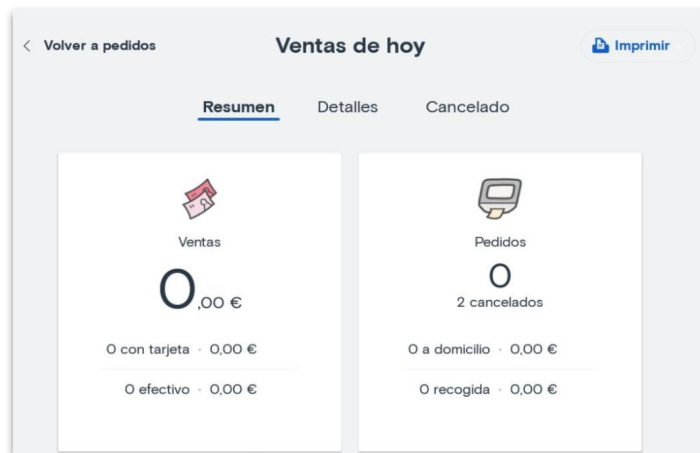 < Volver a pedidos
Ventas de hoy
Imprimir
Resumen Detalles Cancelado
Ventas
0,00 €
0 con tarjeta · 0,00 €
0 efectivo · 0,00 €
Pedidos
0
2 cancelados
0 a domicilio · 0,00 €
0 recogida · 0,00 €